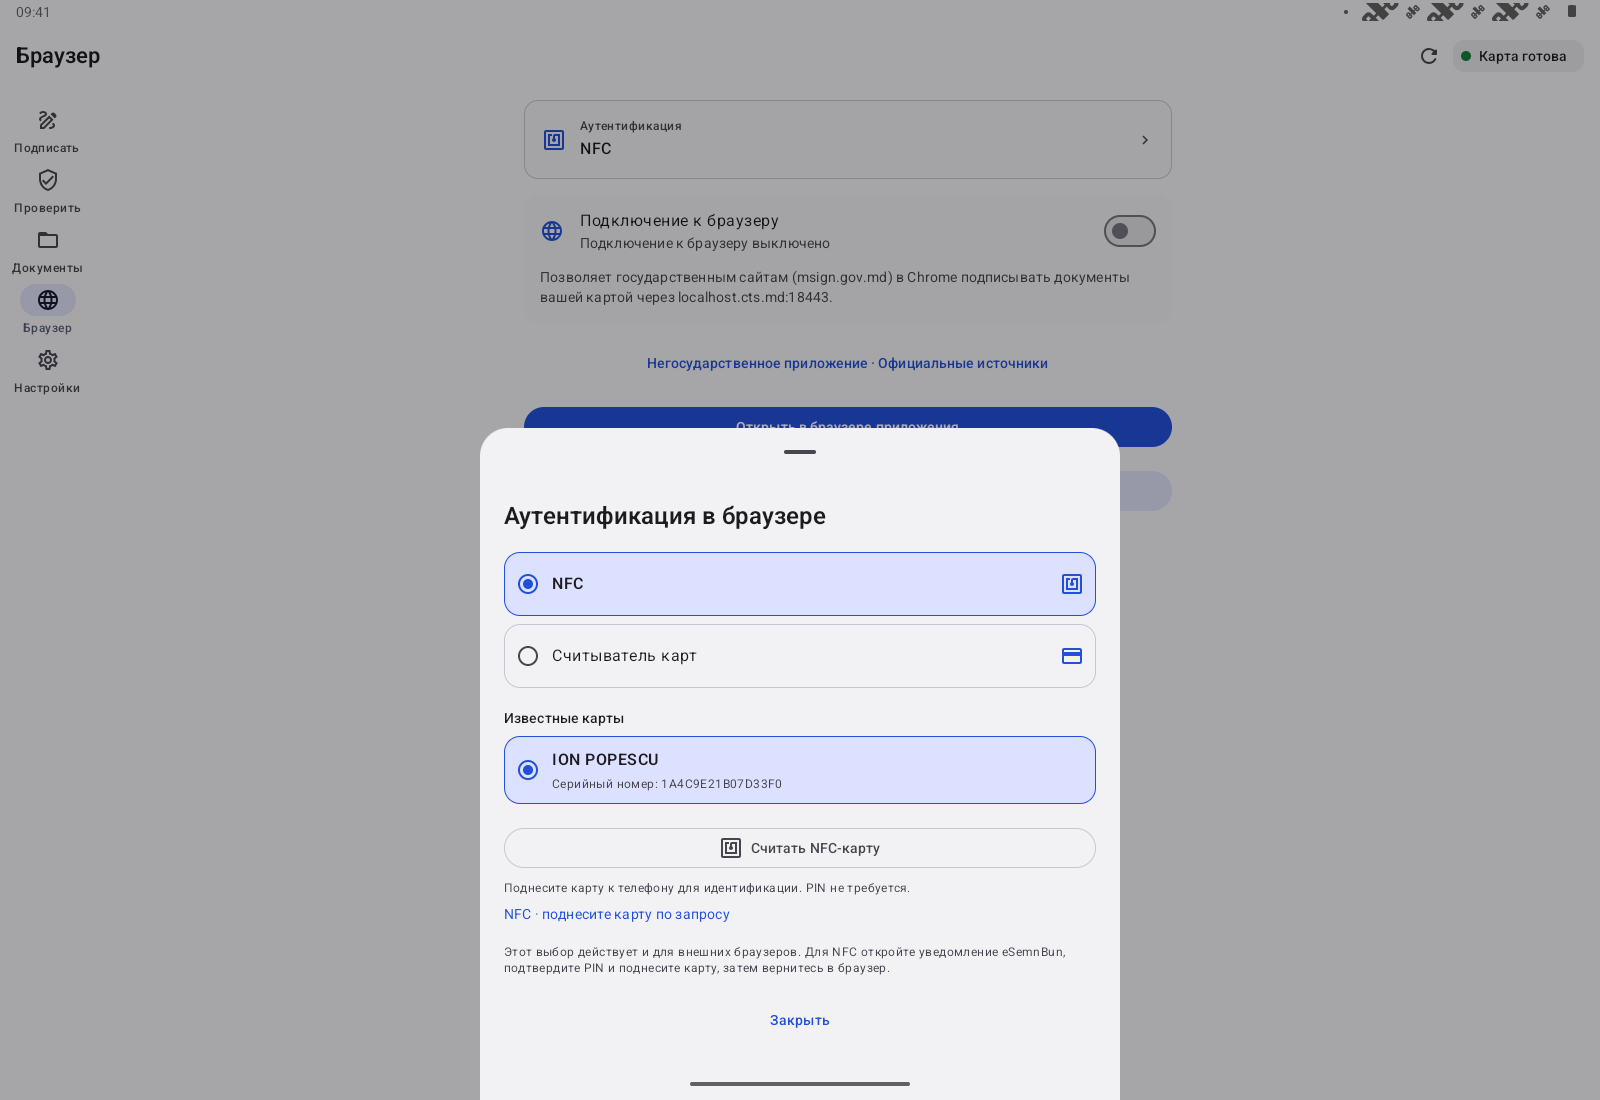 09:41
Браузер
Карта готова
Подписать
Проверить
Документы
Браузер
Настройки
Аутентификация
NFC
Подключение к браузеру
Подключение к браузеру выключено
Позволяет государственным сайтам (msign.gov.md) в Chrome подписывать документы
вашей картой через localhost.cts.md:18443.
Негосударственное приложение · Официальные источники
Открыть в браузере приложения
Аутентификация в браузере
NFC
Считыватель карт
Известные карты
ION POPESCU
Серийный номер: 1A4C9E21B07D33F0
Считать NFC-карту
Поднесите карту к телефону для идентификации. PIN не требуется.
NFC · поднесите карту по запросу
Этот выбор действует и для внешних браузеров. Для NFC откройте уведомление eSemnBun,
подтвердите PIN и поднесите карту, затем вернитесь в браузер.
Закрыть